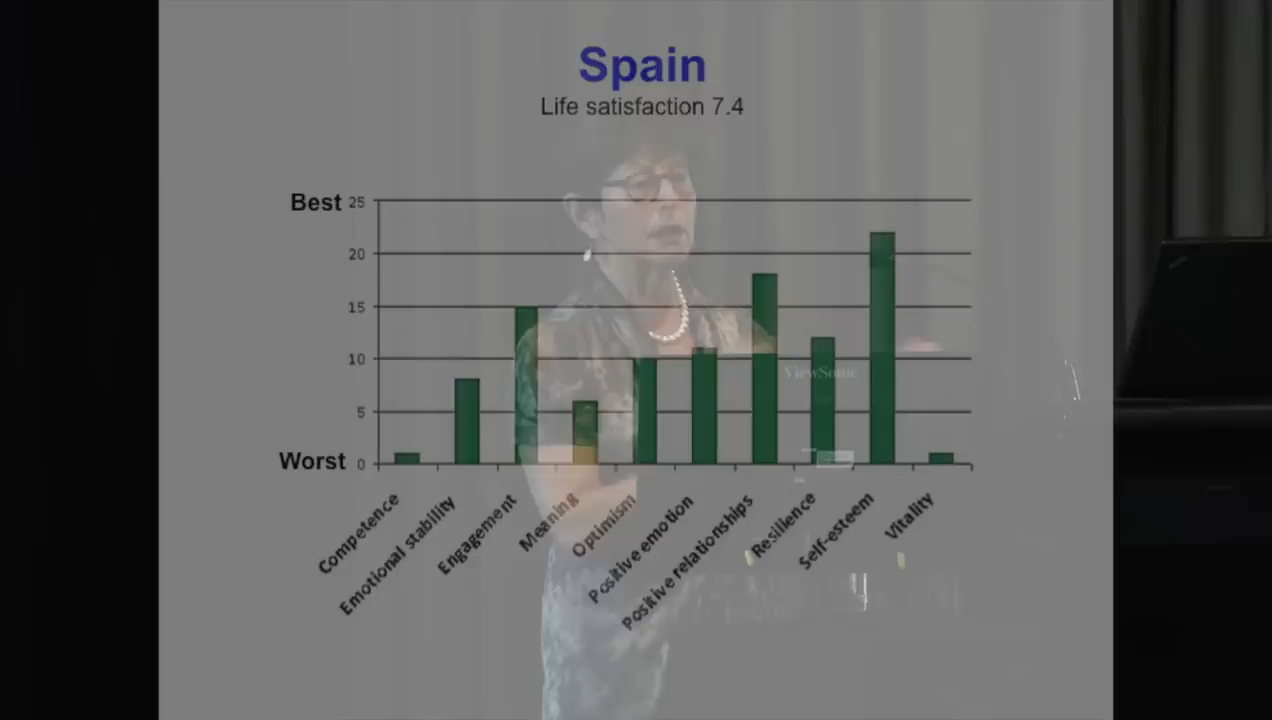 Spain
Life satisfaction 7.4
Best 25
20
15
10
5
Worst 0
Competence
Emotional stability
Engagement
Meaning
Optimism
Positive emotion
Positive relationships
Resilience
Self-esteem
Vitality
ViewSonic